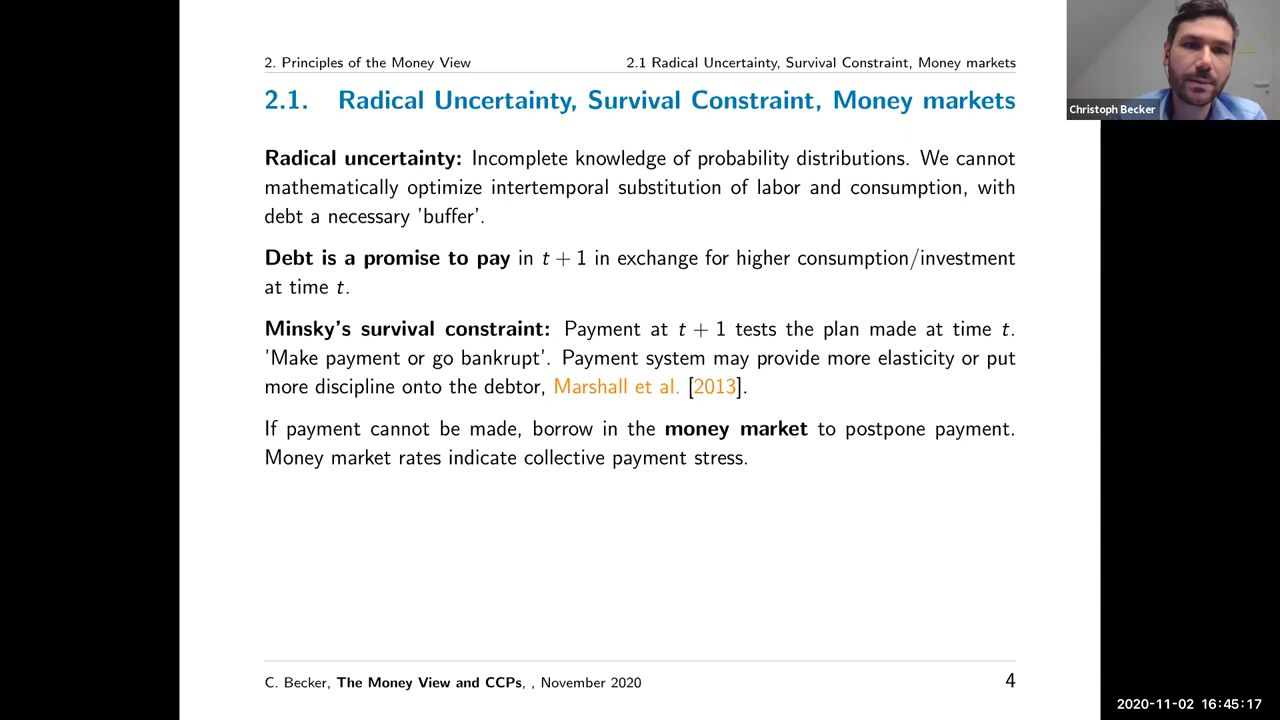 2. Principles of the Money View
2.1 Radical Uncertainty, Survival Constraint, Money markets
2.1. Radical Uncertainty, Survival Constraint, Money markets
Radical uncertainty: Incomplete knowledge of probability distributions. We cannot
mathematically optimize intertemporal substitution of labor and consumption, with
debt a necessary 'buffer'.
Debt is a promise to pay in t + 1 in exchange for higher consumption/investment
at time t.
Minsky's survival constraint: Payment at t + 1 tests the plan made at time t.
'Make payment or go bankrupt'. Payment system may provide more elasticity or put
more discipline onto the debtor, Marshall et al. [2013].
If payment cannot be made, borrow in the money market to postpone payment.
Money market rates indicate collective payment stress.
C. Becker, The Money View and CCPs, , November 2020
4
Christoph Becker
2020-11-02 16:45:17